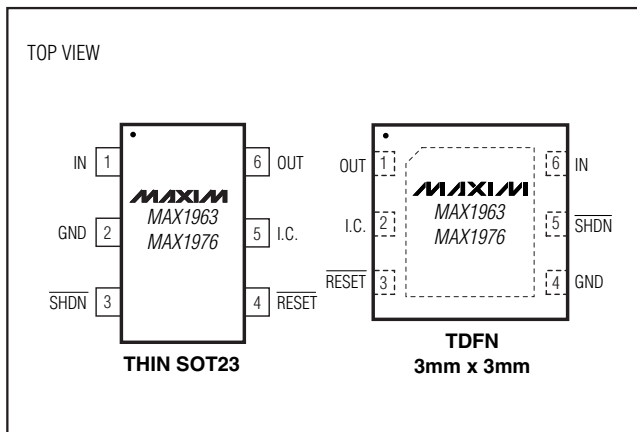 TOP VIEW
IN 1
6 OUT
MAXIM
MAX1963
MAX1976
GND 2
5 I.C.
SHDN 3
4 RESET
THIN SOT23
OUT 1
6 IN
MAXIM
MAX1963
MAX1976
I.C. 2
5 SHDN
RESET 3
4 GND
TDFN
3mm x 3mm